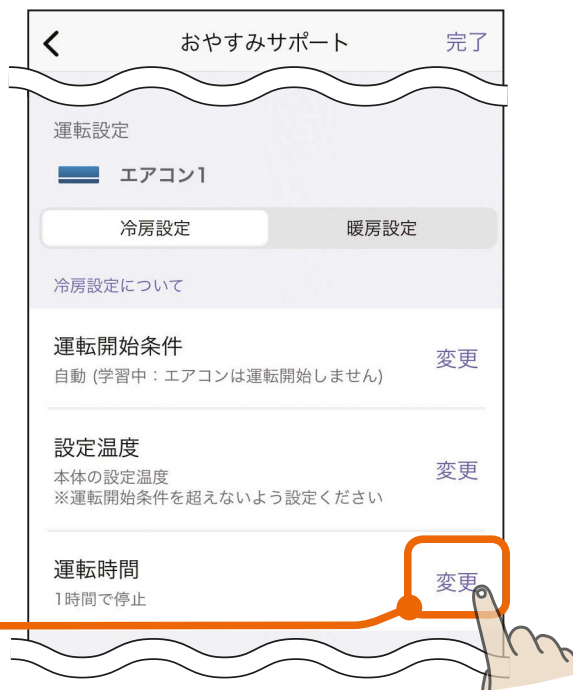 おやすみサポート
完了
運転設定
エアコン1
冷房設定
暖房設定
冷房設定について
運転開始条件
自動 (学習中：エアコンは運転開始しません)
変更
設定温度
本体の設定温度
※運転開始条件を超えないよう設定ください
変更
運転時間
1時間で停止
変更